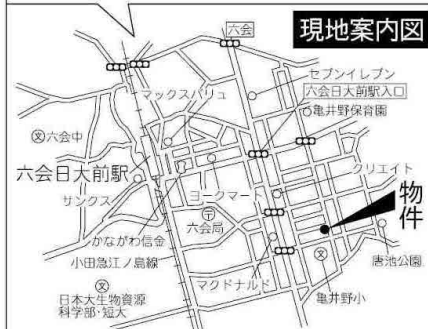 現地案内図
六会
セブンイレブン
六会日大前駅入口
マックスバリュ
亀井野保育園
文 六会中
六会日大前駅
ヨークマート
クリエイト
サンクス
物件
かながわ信金
〒
六会局
小田急江ノ島線
唐池公園
マクドナルド
文
文
亀井野小
日本大生物資源
科学部・短大